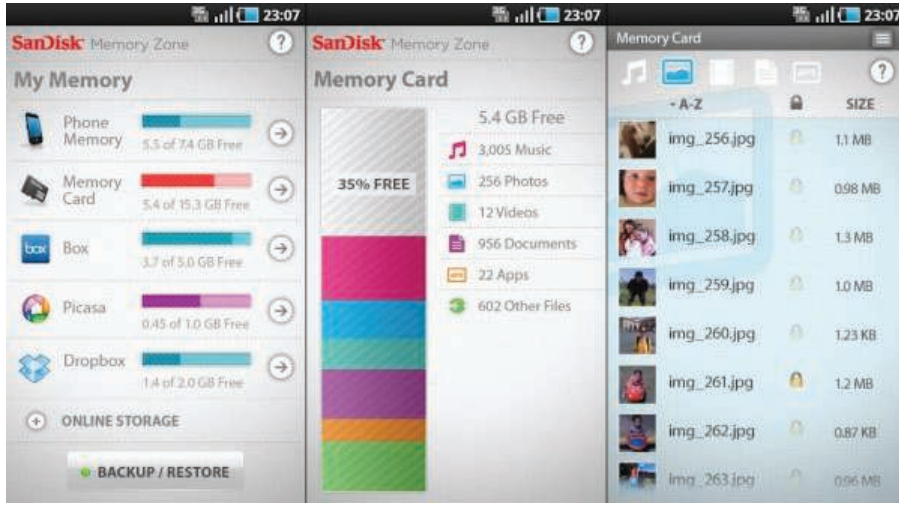 23:07
SanDisk Memory Zone ?
My Memory
Phone Memory
5.5 of 7.4 GB Free
Memory Card
5.4 of 15.3 GB Free
box
Box
3.7 of 5.0 GB Free
Picasa
0.45 of 1.0 GB Free
Dropbox
1.4 of 2.0 GB Free
+ ONLINE STORAGE
BACKUP / RESTORE
23:07
SanDisk Memory Zone ?
Memory Card
35% FREE
5.4 GB Free
3,005 Music
256 Photos
12 Videos
956 Documents
22 Apps
602 Other Files
23:07
Memory Card
?
- A-Z SIZE
img_256.jpg 1.1 MB
img_257.jpg 0.98 MB
img_258.jpg 1.3 MB
img_259.jpg 1.0 MB
img_260.jpg 1.23 KB
img_261.jpg 1.2 MB
img_262.jpg 0.87 KB
img_263.jpg 0.96 MB